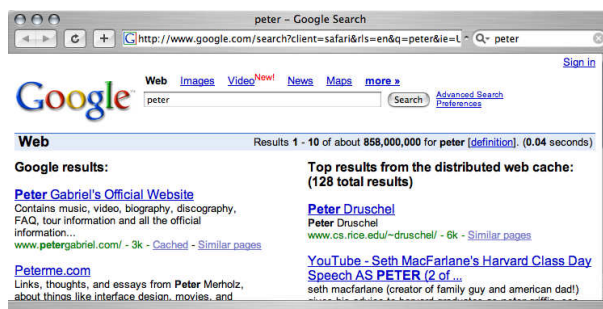 peter – Google Search
http://www.google.com/search?client=safari&rls=en&q=peter&ie=U
peter
Sign in
Google™
Web Images Video New! News Maps more »
peter
Search
Advanced Search
Preferences
Web
Results 1 - 10 of about 858,000,000 for peter [definition]. (0.04 seconds)
Google results:
Peter Gabriel's Official Website
Contains music, video, biography, discography,
FAQ, tour information and all the official
information...
www.petergabriel.com/ - 3k - Cached - Similar pages
Peterme.com
Links, thoughts, and essays from Peter Merholz,
about things like interface design, movies, and
Top results from the distributed web cache:
(128 total results)
Peter Druschel
Peter Druschel
www.cs.rice.edu/~druschel/ - 6k - Similar pages
YouTube - Seth MacFarlane's Harvard Class Day
Speech AS PETER (2 of ...
seth macfarlane (creator of family guy and american dad!)